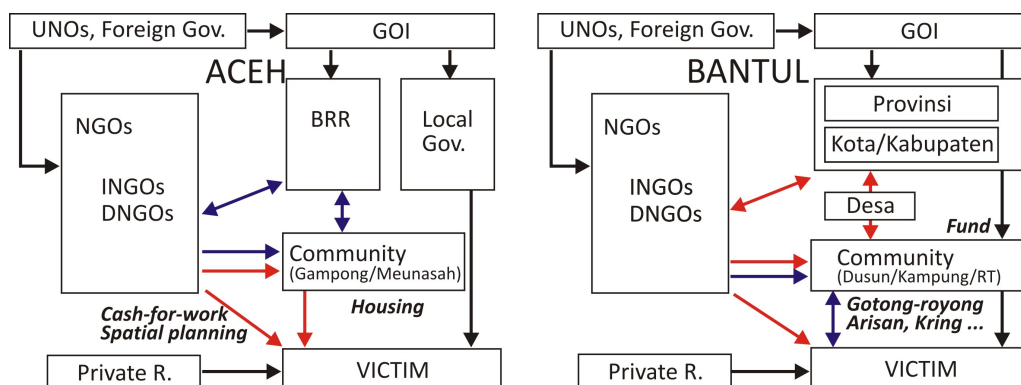 UNOs, Foreign Gov.
GOI
ACEH
NGOs
INGOs
DNGOs
BRR
Local
Gov.
Community
(Gampong/Meunasah)
Cash-for-work
Spatial planning
Housing
Private R.
VICTIM
UNOs, Foreign Gov.
GOI
BANTUL
NGOs
INGOs
DNGOs
Provinsi
Kota/Kabupaten
Desa
Fund
Community
(Dusun/Kampung/RT)
Gotong-royong
Arisan, Kring ...
Private R.
VICTIM